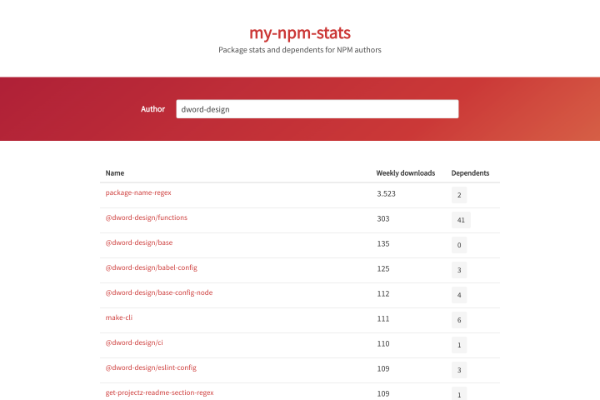 my-npm-stats
Package stats and dependents for NPM authors
Author dword-design
Name Weekly downloads Dependents
package-name-regex 3.523 2
@dword-design/functions 303 41
@dword-design/base 135 0
@dword-design/babel-config 125 3
@dword-design/base-config-node 112 4
make-cli 111 6
@dword-design/ci 110 1
@dword-design/eslint-config 109 3
get-projectz-readme-section-regex 109 1